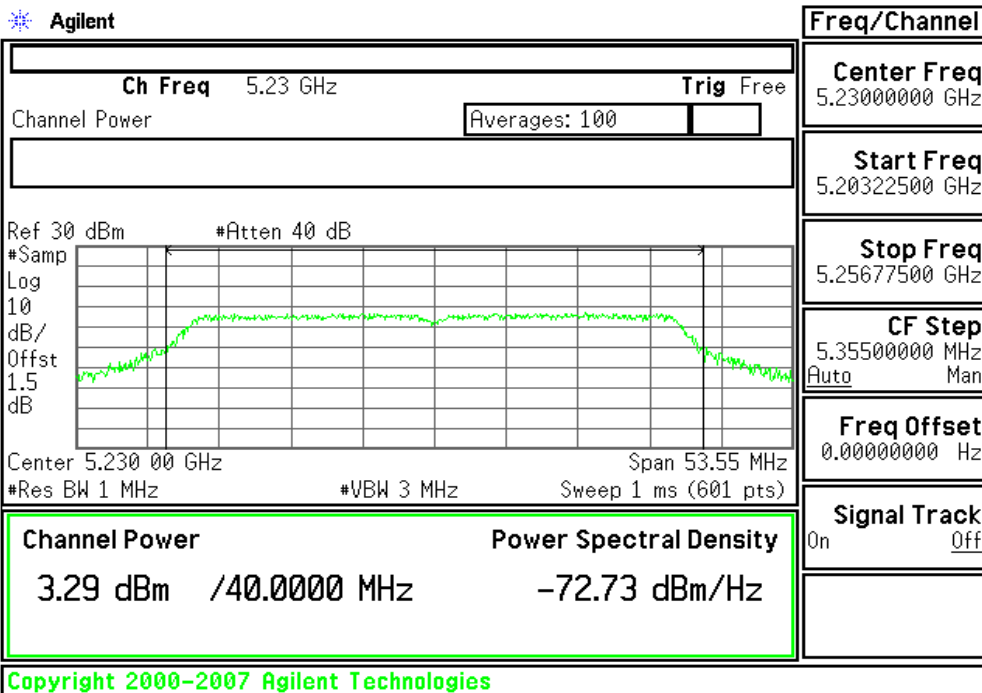 Agilent
Freq/Channel
Ch Freq 5.23 GHz Trig Free
Channel Power Averages: 100
Ref 30 dBm #Atten 40 dB
#Samp
Log
10
dB/
Offst
1.5
dB
Center 5.230 00 GHz Span 53.55 MHz
#Res BW 1 MHz #VBW 3 MHz Sweep 1 ms (601 pts)
Channel Power Power Spectral Density
3.29 dBm /40.0000 MHz -72.73 dBm/Hz
Center Freq
5.23000000 GHz
Start Freq
5.20322500 GHz
Stop Freq
5.25677500 GHz
CF Step
5.35500000 MHz
Auto Man
Freq Offset
0.00000000 Hz
Signal Track
On Off
Copyright 2000-2007 Agilent Technologies